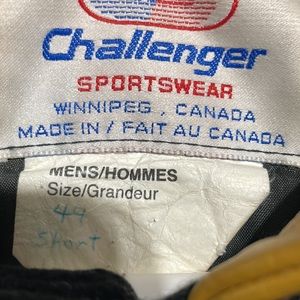 Challenger
SPORTSWEAR
WINNIPEG, CANADA
MADE IN / FAIT AU CANADA
MENS/HOMMES
Size/Grandeur
44
Short